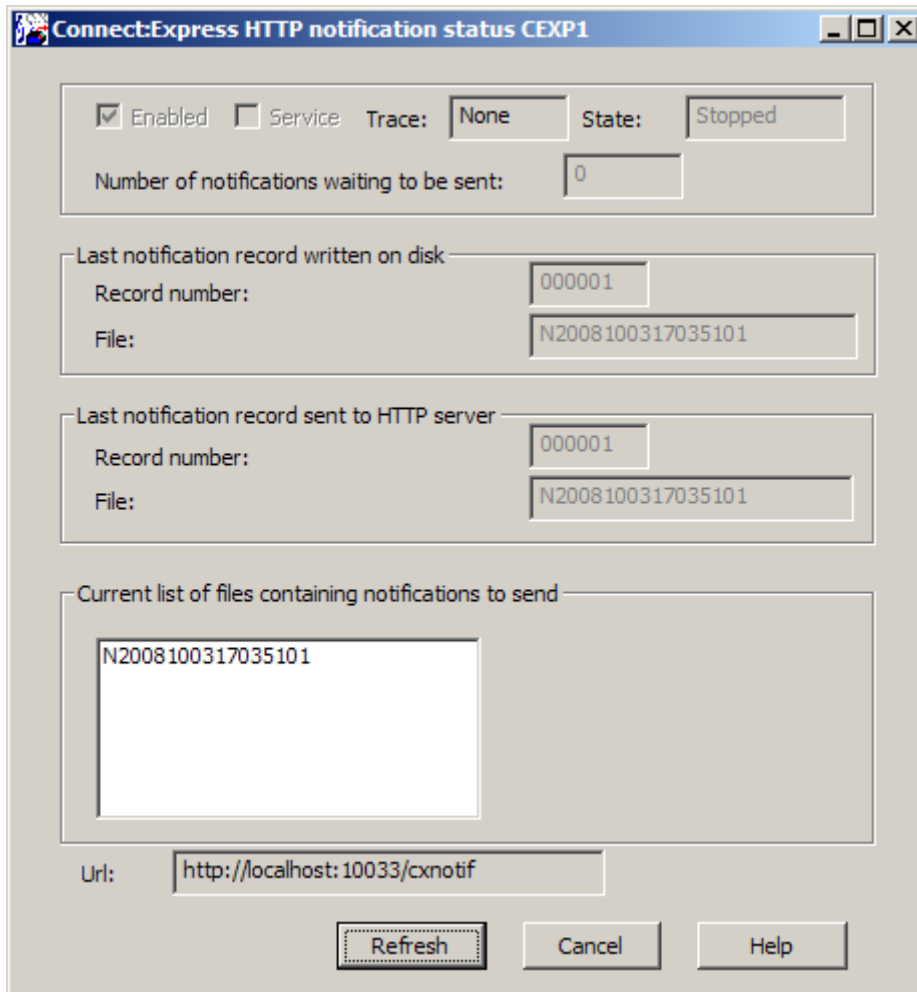 Connect:Express HTTP notification status CEXP1
Enabled Service Trace: None State: Stopped
Number of notifications waiting to be sent: 0
Last notification record written on disk
Record number: 000001
File: N2008100317035101
Last notification record sent to HTTP server
Record number: 000001
File: N2008100317035101
Current list of files containing notifications to send
N2008100317035101
Url: http://localhost:10033/cxnotif
Refresh Cancel Help